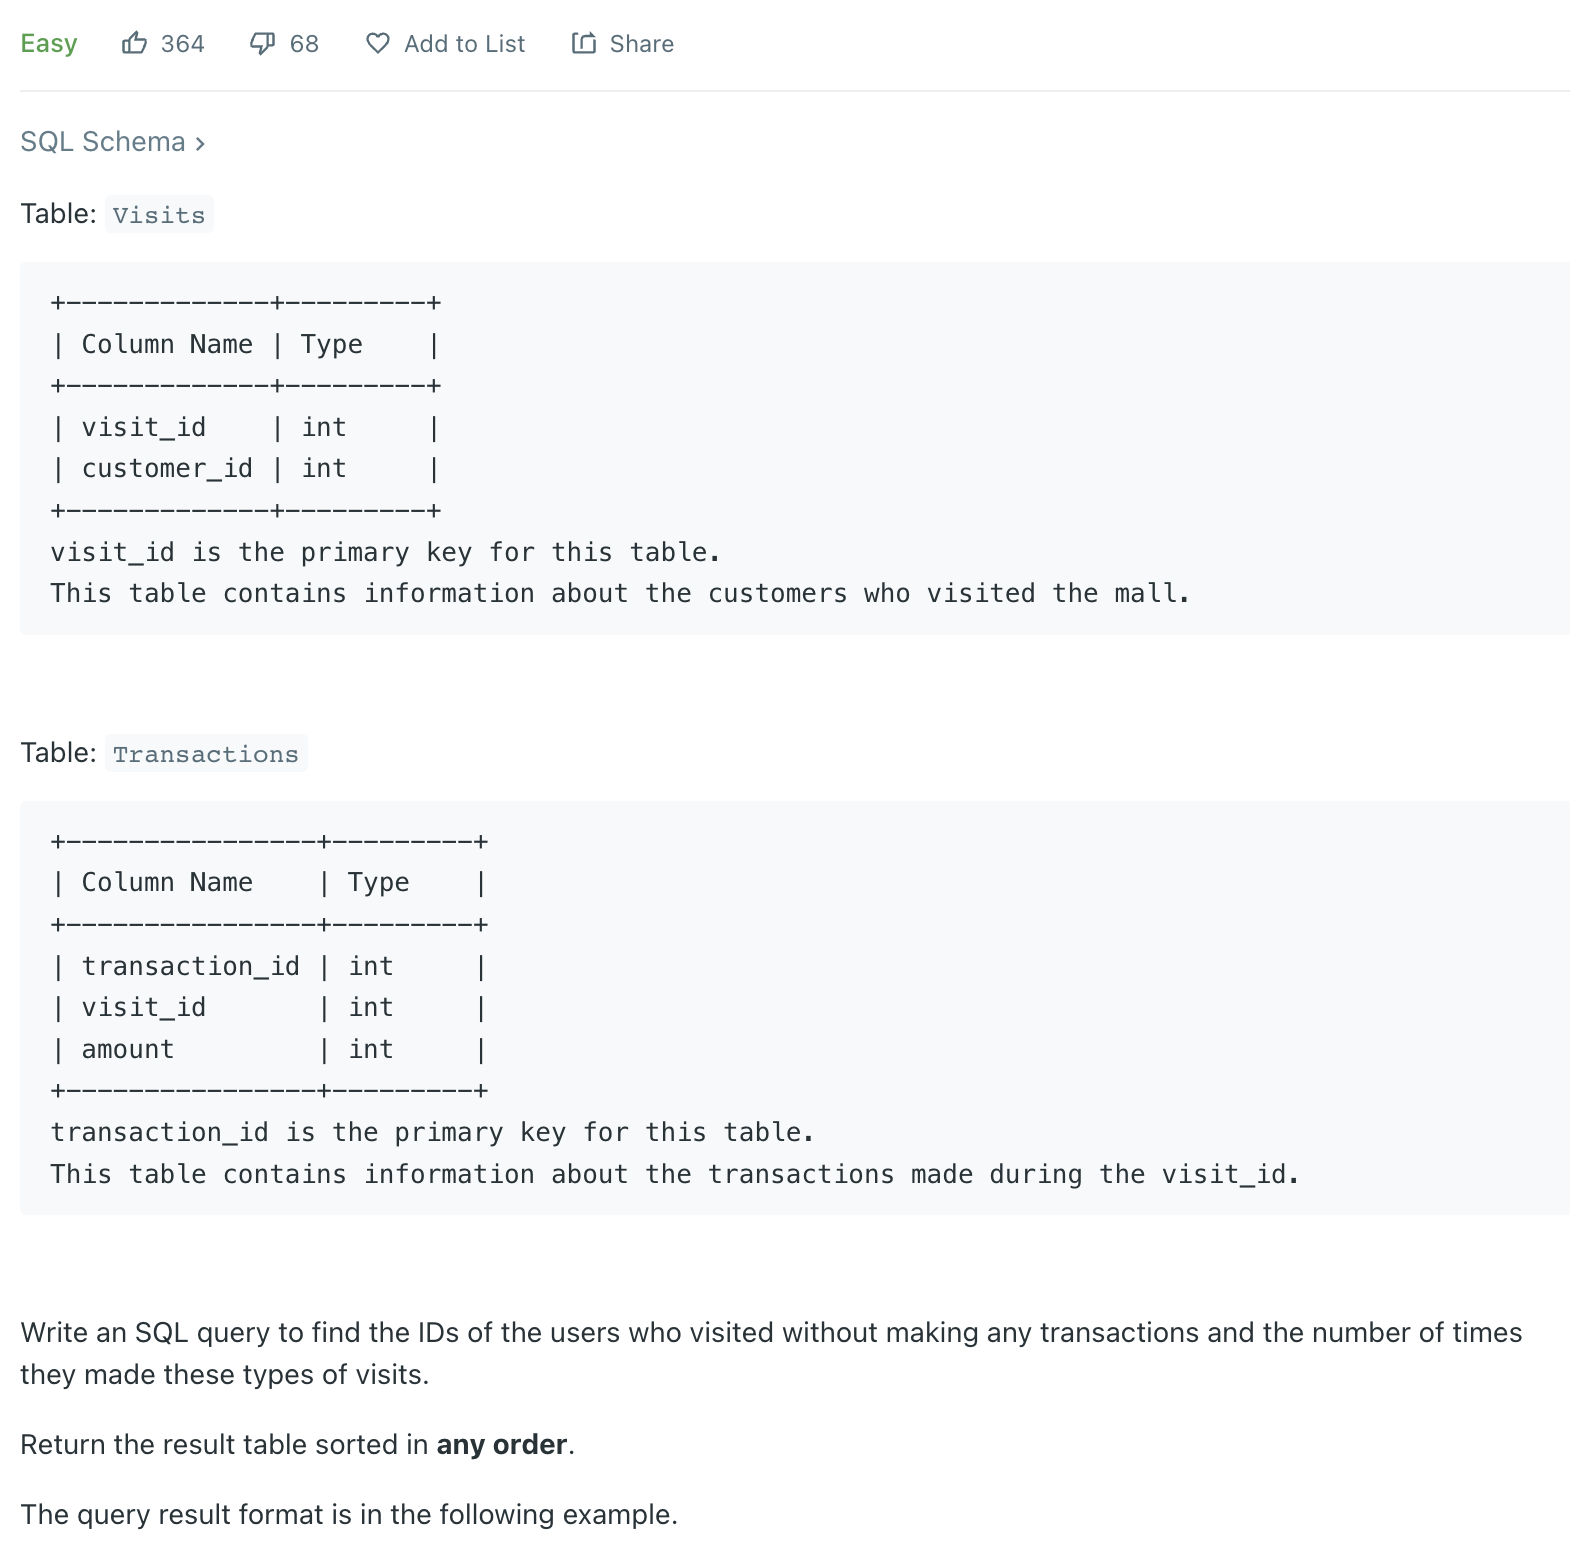 Easy 364 68 Add to List Share
SQL Schema >
Table: Visits
+-------------+---------+
| Column Name | Type    |
+-------------+---------+
| visit_id    | int     |
| customer_id | int     |
+-------------+---------+
visit_id is the primary key for this table.
This table contains information about the customers who visited the mall.
Table: Transactions
+----------------+---------+
| Column Name    | Type    |
+----------------+---------+
| transaction_id | int     |
| visit_id       | int     |
| amount         | int     |
+----------------+---------+
transaction_id is the primary key for this table.
This table contains information about the transactions made during the visit_id.
Write an SQL query to find the IDs of the users who visited without making any transactions and the number of times
they made these types of visits.
Return the result table sorted in any order.
The query result format is in the following example.